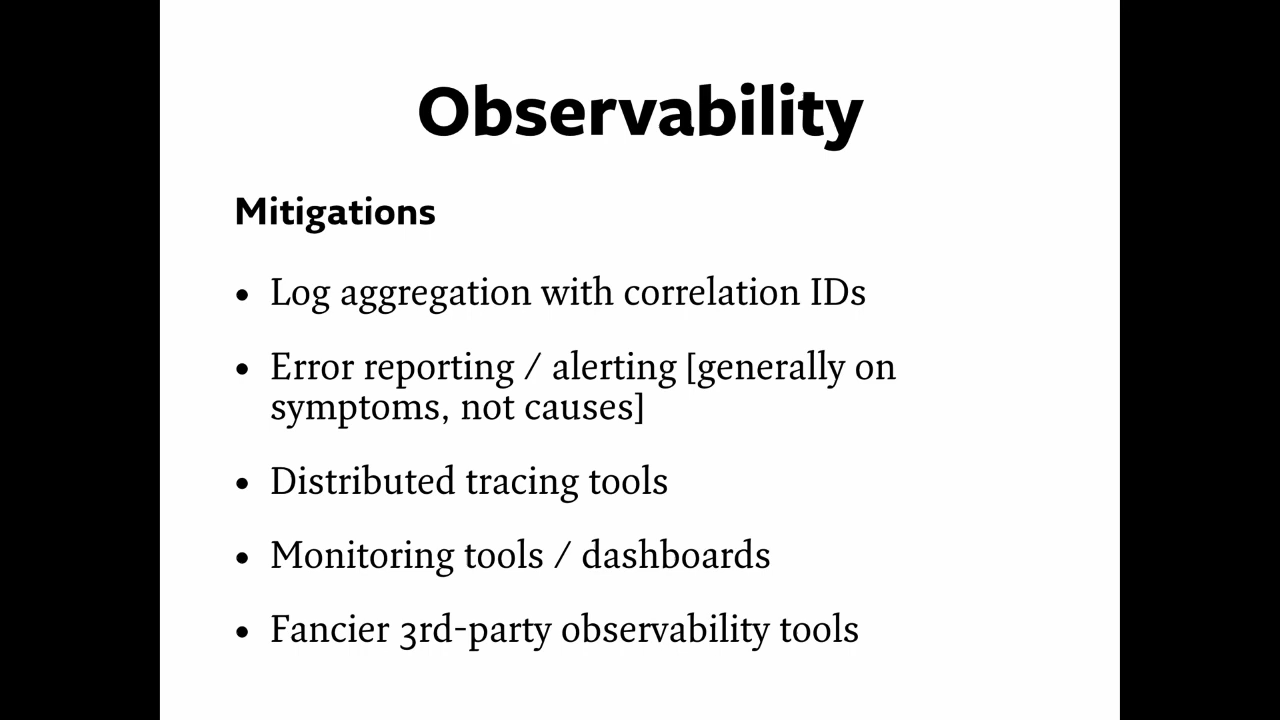 Observability
Mitigations
• Log aggregation with correlation IDs
• Error reporting / alerting [generally on
symptoms, not causes]
• Distributed tracing tools
• Monitoring tools / dashboards
• Fancier 3rd-party observability tools